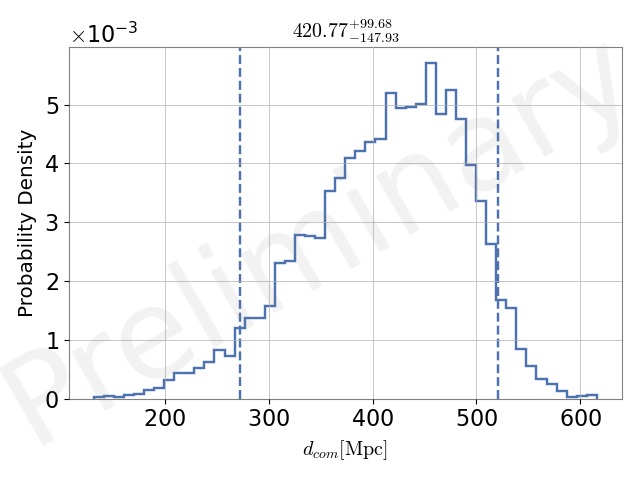 ×10⁻³
420.77^{+99.68}_{-147.93}
Probability Density
5
4
3
2
1
0
200 300 400 500 600
d_{com}[Mpc]
Preliminary